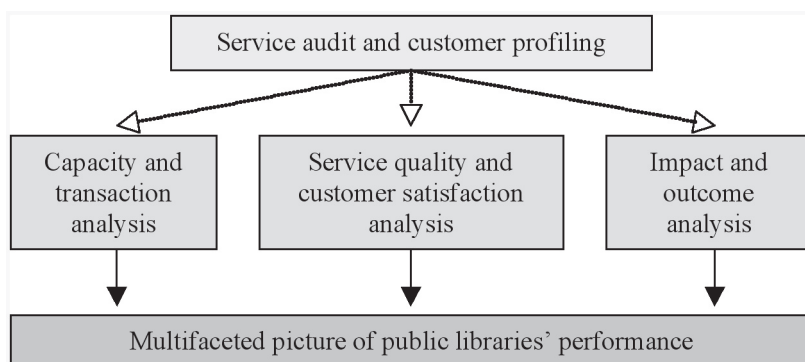 Service audit and customer profiling
Capacity and
transaction
analysis
Service quality and
customer satisfaction
analysis
Impact and
outcome
analysis
Multifaceted picture of public libraries’ performance